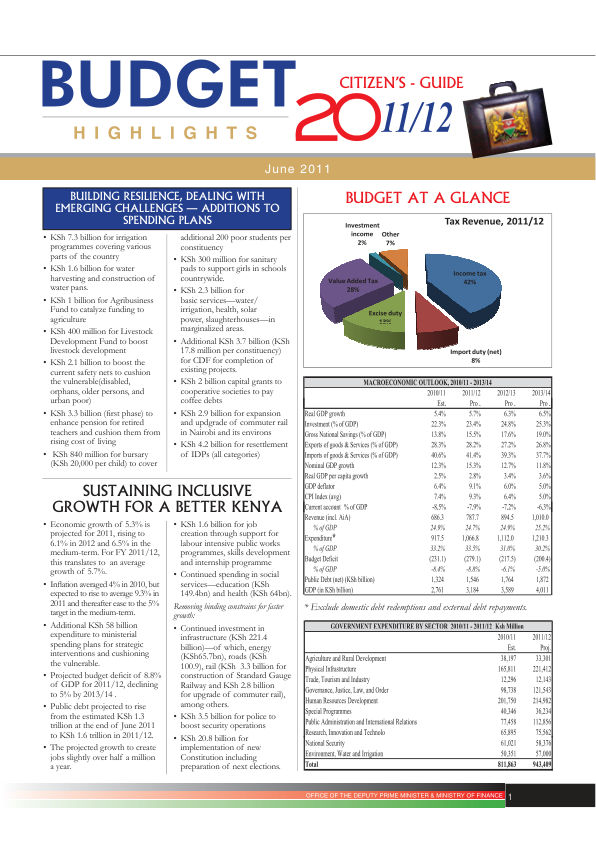 BUDGET
HIGHLIGHTS
CITIZEN'S - GUIDE
2011/12
June 2011
BUILDING RESILIENCE, DEALING WITH
EMERGING CHALLENGES — ADDITIONS TO
SPENDING PLANS
• KSh 7.3 billion for irrigation
programmes covering various
parts of the country
• KSh 1.6 billion for water
harvesting and construction of
water pans.
• KSh 1 billion for Agribusiness
Fund to catalyze funding to
agriculture
• KSh 400 million for Livestock
Development Fund to boost
livestock development
• KSh 2.1 billion to boost the
current safety nets to cushion
the vulnerable(disabled,
orphans, older persons, and
urban poor)
• KSh 3.3 billion (first phase) to
enhance pension for retired
teachers and cushion them from
rising cost of living
• KSh 840 million for bursary
(KSh 20,000 per child) to cover
additional 200 poor students per
constituency
• KSh 300 million for sanitary
pads to support girls in schools
countrywide.
• KSh 2.3 billion for
basic services—water/
irrigation, health, solar
power, slaughterhouses—in
marginalized areas.
• Additional KSh 3.7 billion (KSh
17.8 million per constituency)
for CDF for completion of
existing projects.
• KSh 2 billion capital grants to
cooperative societies to pay
coffee debts
• KSh 2.9 billion for expansion
and upgrade of commuter rail
in Nairobi and its environs
• KSh 4.2 billion for resettlement
of IDPs (all categories)
SUSTAINING INCLUSIVE
GROWTH FOR A BETTER KENYA
• Economic growth of 5.3% is
projected for 2011, rising to
6.1% in 2012 and 6.5% in the
medium-term. For FY 2011/12,
this translates to an average
growth of 5.7%.
• Inflation averaged 4% in 2010, but
expected to rise to average 9.3% in
2011 and thereafter ease to the 5%
target in the medium-term.
• Additional KSh 58 billion
expenditure to ministerial
spending plans for strategic
interventions and cushioning
the vulnerable.
• Projected budget deficit of 8.8%
of GDP for 2011/12, declining
to 5% by 2013/14 .
• Public debt projected to rise
from the estimated KSh 1.3
trillion at the end of June 2011
to KSh 1.6 trillion in 2011/12.
• The projected growth to create
jobs slightly over half a million
a year.
• KSh 1.6 billion for job
creation through support for
labour intensive public works
programmes, skills development
and internship programme
• Continued spending in social
services—education (KSh
149.4bn) and health (KSh 64bn).
Removing binding constrains for faster
growth:
• Continued investment in
infrastructure (KSh 221.4
billion)—of which, energy
(KSh65.7bn), roads (KSh
100.9), rail (KSh 3.3 billion for
construction of Standard Gauge
Railway and KSh 2.8 billion
for upgrade of commuter rail),
among others.
• KSh 3.5 billion for police to
boost security operations
• KSh 20.8 billion for
implementation of new
Constitution including
preparation of next elections.
BUDGET AT A GLANCE
Tax Revenue, 2011/12
Investment
income
2%
Other
7%
Income tax
42%
Value Added Tax
28%
Excise duty
Import duty (net)
8%
MACROECONOMIC OUTLOOK, 2010/11 - 2013/14
2010/11 2011/12 2012/13 2013/14
Est. Pro . Pro . Pro .
Real GDP growth 5.4% 5.7% 6.3% 6.5%
Investment (% of GDP) 22.3% 23.4% 24.8% 25.3%
Gross National Savings (% of GDP) 13.8% 15.5% 17.6% 19.0%
Exports of goods & Services (% of GDP) 28.3% 28.2% 27.2% 26.8%
Imports of goods & Services (% of GDP) 40.6% 41.4% 39.3% 37.7%
Nominal GDP growth 12.3% 15.3% 12.7% 11.8%
Real GDP per capita growth 2.5% 2.8% 3.4% 3.6%
GDP deflator 6.4% 9.1% 6.0% 5.0%
CPI Index (avg) 7.4% 9.3% 6.4% 5.0%
Current account % of GDP -8.5% -7.9% -7.2% -6.3%
Revenue (incl. AiA) 686.3 787.7 894.5 1,010.0
% of GDP 24.9% 24.7% 24.9% 25.2%
Expenditure* 917.5 1,066.8 1,112.0 1,210.3
% of GDP 33.2% 33.5% 31.0% 30.2%
Budget Deficit (231.1) (279.1) (217.5) (200.4)
% of GDP -8.4% -8.8% -6.1% -5.0%
Public Debt (net) (KSh billion) 1,324 1,546 1,764 1,872
GDP (in KSh billion) 2,761 3,184 3,589 4,011
* Exclude domestic debt redemptions and external debt repayments.
GOVERNMENT EXPENDITURE BY SECTOR 2010/11 - 2011/12 Ksh Million
2010/11 2011/12
Est. Proj.
Agriculture and Rural Development 38,197 33,301
Physical Infrastructure 165,811 221,412
Trade, Tourism and Industry 12,296 12,143
Governance, Justice, Law, and Order 98,738 121,543
Human Resources Development 201,750 214,982
Special Programmes 40,346 36,234
Public Administration and International Relations 77,458 112,856
Research, Innovation and Technolo 65,895 75,562
National Security 61,021 58,376
Environment, Water and Irrigation 50,351 57,000
Total 811,863 943,409
OFFICE OF THE DEPUTY PRIME MINISTER & MINISTRY OF FINANCE 1